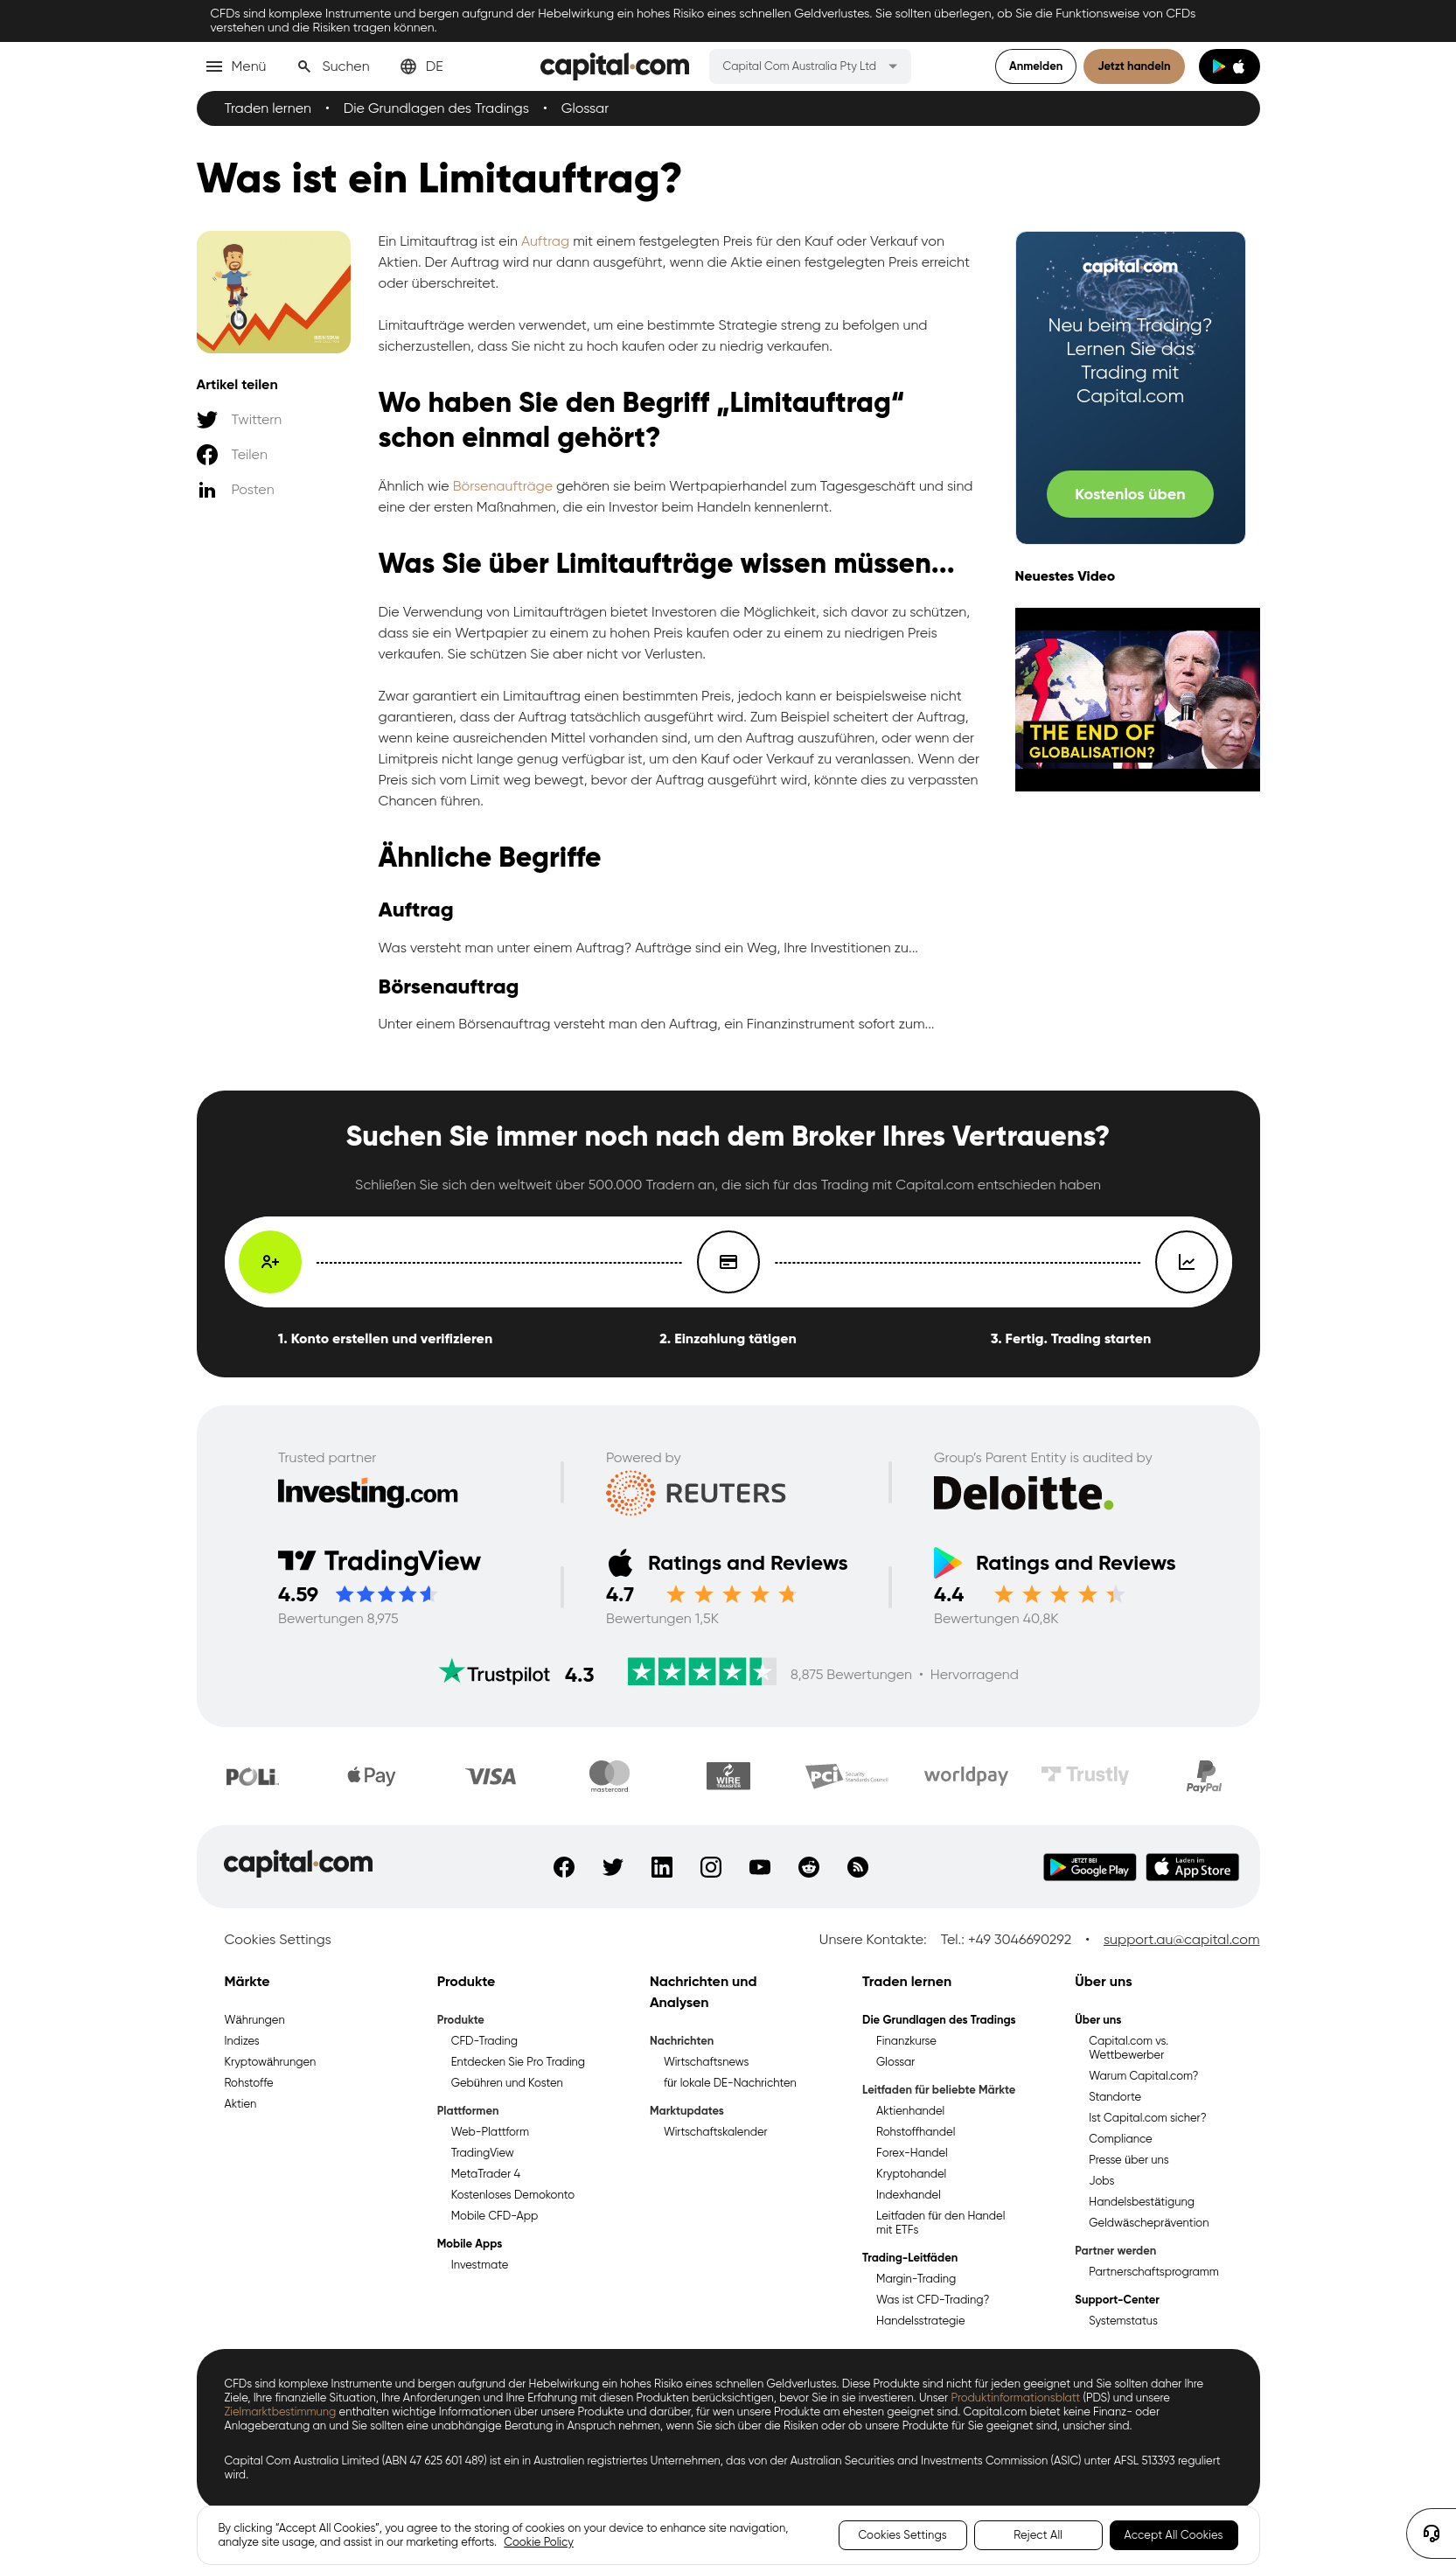 CFDs sind komplexe Instrumente und bergen aufgrund der Hebelwirkung ein hohes Risiko eines schnellen Geldverlustes. Sie sollten überlegen, ob Sie die Funktionsweise von CFDs
verstehen und die Risiken tragen können.
Menü Suchen DE capital.com Capital Com Australia Pty Ltd Anmelden Jetzt handeln
Traden lernen • Die Grundlagen des Tradings • Glossar
Was ist ein Limitauftrag?
Artikel teilen
Twittern
Teilen
Posten
Ein Limitauftrag ist ein Auftrag mit einem festgelegten Preis für den Kauf oder Verkauf von
Aktien. Der Auftrag wird nur dann ausgeführt, wenn die Aktie einen festgelegten Preis erreicht
oder überschreitet.
Limitaufträge werden verwendet, um eine bestimmte Strategie streng zu befolgen und
sicherzustellen, dass Sie nicht zu hoch kaufen oder zu niedrig verkaufen.
Wo haben Sie den Begriff „Limitauftrag“
schon einmal gehört?
Ähnlich wie Börsenaufträge gehören sie beim Wertpapierhandel zum Tagesgeschäft und sind
eine der ersten Maßnahmen, die ein Investor beim Handeln kennenlernt.
Was Sie über Limitaufträge wissen müssen...
Die Verwendung von Limitaufträgen bietet Investoren die Möglichkeit, sich davor zu schützen,
dass sie ein Wertpapier zu einem zu hohen Preis kaufen oder zu einem zu niedrigen Preis
verkaufen. Sie schützen Sie aber nicht vor Verlusten.
Zwar garantiert ein Limitauftrag einen bestimmten Preis, jedoch kann er beispielsweise nicht
garantieren, dass der Auftrag tatsächlich ausgeführt wird. Zum Beispiel scheitert der Auftrag,
wenn keine ausreichenden Mittel vorhanden sind, um den Auftrag auszuführen, oder wenn der
Limitpreis nicht lange genug verfügbar ist, um den Kauf oder Verkauf zu veranlassen. Wenn der
Preis sich vom Limit weg bewegt, bevor der Auftrag ausgeführt wird, könnte dies zu verpassten
Chancen führen.
Ähnliche Begriffe
Auftrag
Was versteht man unter einem Auftrag? Aufträge sind ein Weg, Ihre Investitionen zu...
Börsenauftrag
Unter einem Börsenauftrag versteht man den Auftrag, ein Finanzinstrument sofort zum...
capital.com
Neu beim Trading?
Lernen Sie das
Trading mit
Capital.com
Kostenlos üben
Neuestes Video
THE END OF
GLOBALISATION?
Suchen Sie immer noch nach dem Broker Ihres Vertrauens?
Schließen Sie sich den weltweit über 500.000 Tradern an, die sich für das Trading mit Capital.com entschieden haben
1. Konto erstellen und verifizieren 2. Einzahlung tätigen 3. Fertig. Trading starten
Trusted partner Powered by Group's Parent Entity is audited by
Investing.com REUTERS Deloitte.
TradingView Ratings and Reviews Ratings and Reviews
4.59 4.7 4.4
Bewertungen 8,975 Bewertungen 1,5K Bewertungen 40,8K
Trustpilot 4.3 8,875 Bewertungen • Hervorragend
POLi Apple Pay VISA mastercard WIRE TRANSFER PCI Security Standards Council worldpay Trustly PayPal
capital.com JETZT BEI Google Play Laden im App Store
Cookies Settings Unsere Kontakte: Tel.: +49 3046690292 • support.au@capital.com
Märkte
Währungen
Indizes
Kryptowährungen
Rohstoffe
Aktien
Produkte
Produkte
CFD-Trading
Entdecken Sie Pro Trading
Gebühren und Kosten
Plattformen
Web-Plattform
TradingView
MetaTrader 4
Kostenloses Demokonto
Mobile CFD-App
Mobile Apps
Investmate
Nachrichten und
Analysen
Nachrichten
Wirtschaftsnews
für lokale DE-Nachrichten
Marktupdates
Wirtschaftskalender
Traden lernen
Die Grundlagen des Tradings
Finanzkurse
Glossar
Leitfaden für beliebte Märkte
Aktienhandel
Rohstoffhandel
Forex-Handel
Kryptohandel
Indexhandel
Leitfaden für den Handel
mit ETFs
Trading-Leitfäden
Margin-Trading
Was ist CFD-Trading?
Handelsstrategie
Über uns
Über uns
Capital.com vs.
Wettbewerber
Warum Capital.com?
Standorte
Ist Capital.com sicher?
Compliance
Presse über uns
Jobs
Handelsbestätigung
Geldwäscheprävention
Partner werden
Partnerschaftsprogramm
Support-Center
Systemstatus
CFDs sind komplexe Instrumente und bergen aufgrund der Hebelwirkung ein hohes Risiko eines schnellen Geldverlustes. Diese Produkte sind nicht für jeden geeignet und Sie sollten daher Ihre
Ziele, Ihre finanzielle Situation, Ihre Anforderungen und Ihre Erfahrung mit diesen Produkten berücksichtigen, bevor Sie in sie investieren. Unser Produktinformationsblatt (PDS) und unsere
Zielmarktbestimmung enthalten wichtige Informationen über unsere Produkte und darüber, für wen unsere Produkte am ehesten geeignet sind. Capital.com bietet keine Finanz- oder
Anlageberatung an und Sie sollten eine unabhängige Beratung in Anspruch nehmen, wenn Sie sich über die Risiken oder ob unsere Produkte für Sie geeignet sind, unsicher sind.
Capital Com Australia Limited (ABN 47 625 601 489) ist ein in Australien registriertes Unternehmen, das von der Australian Securities and Investments Commission (ASIC) unter AFSL 513393 reguliert
wird.
By clicking “Accept All Cookies”, you agree to the storing of cookies on your device to enhance site navigation,
analyze site usage, and assist in our marketing efforts. Cookie Policy
Cookies Settings Reject All Accept All Cookies